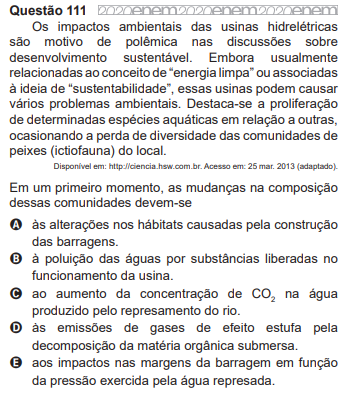 Questão 111 2020enem2020enem2020enem
Os impactos ambientais das usinas hidrelétricas
são motivo de polêmica nas discussões sobre
desenvolvimento sustentável. Embora usualmente
relacionadas ao conceito de “energia limpa” ou associadas
à ideia de “sustentabilidade”, essas usinas podem causar
vários problemas ambientais. Destaca-se a proliferação
de determinadas espécies aquáticas em relação a outras,
ocasionando a perda de diversidade das comunidades de
peixes (ictiofauna) do local.
Disponível em: http://ciencia.hsw.com.br. Acesso em: 25 mar. 2013 (adaptado).
Em um primeiro momento, as mudanças na composição
dessas comunidades devem-se
A às alterações nos hábitats causadas pela construção
das barragens.
B à poluição das águas por substâncias liberadas no
funcionamento da usina.
C ao aumento da concentração de CO₂ na água
produzido pelo represamento do rio.
D às emissões de gases de efeito estufa pela
decomposição da matéria orgânica submersa.
E aos impactos nas margens da barragem em função
da pressão exercida pela água represada.